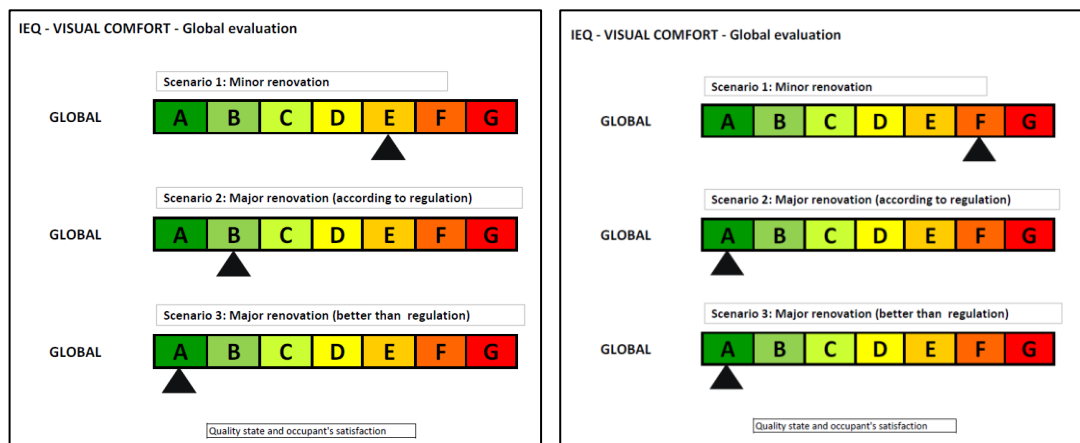 IEQ - VISUAL COMFORT - Global evaluation
Scenario 1: Minor renovation
GLOBAL A B C D E F G
Scenario 2: Major renovation (according to regulation)
GLOBAL A B C D E F G
Scenario 3: Major renovation (better than regulation)
GLOBAL A B C D E F G
Quality state and occupant's satisfaction
IEQ - VISUAL COMFORT - Global evaluation
Scenario 1: Minor renovation
GLOBAL A B C D E F G
Scenario 2: Major renovation (according to regulation)
GLOBAL A B C D E F G
Scenario 3: Major renovation (better than regulation)
GLOBAL A B C D E F G
Quality state and occupant's satisfaction